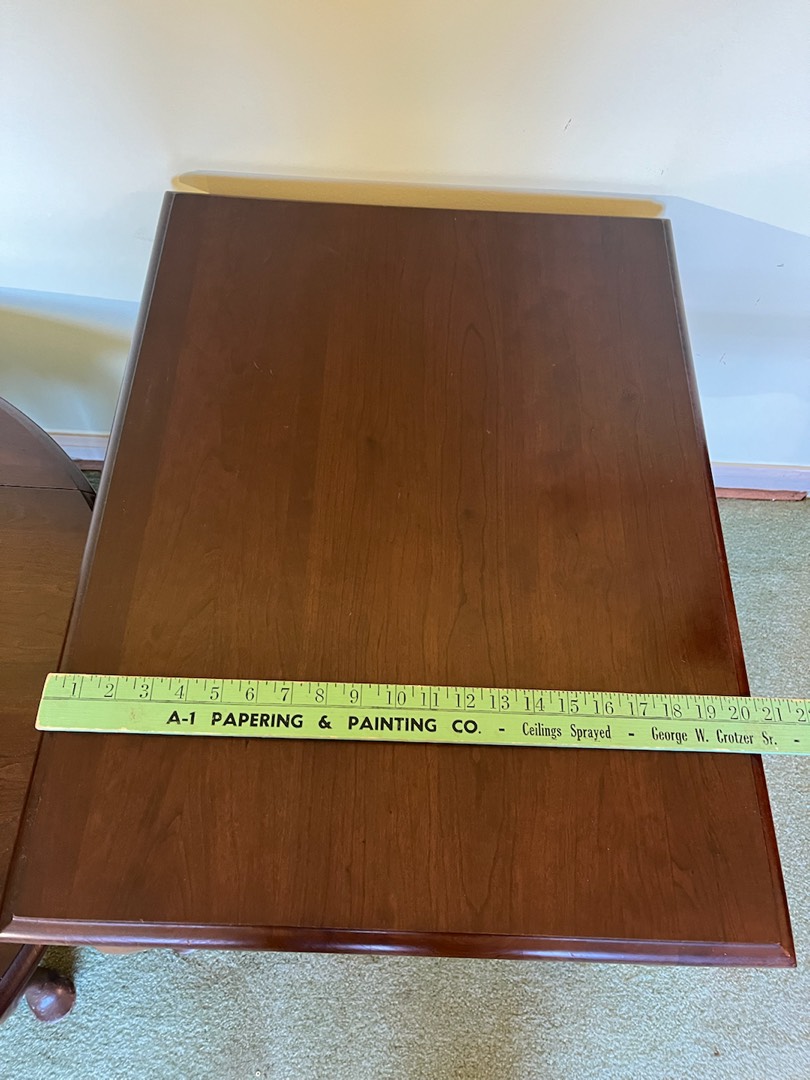 1 2 3 4 5 6 7 8 9 10 11 12 13 14 15 16 17 18 19 20 21
A-1 PAPERING & PAINTING CO. - Ceilings Sprayed - George W. Grotzer Sr. -